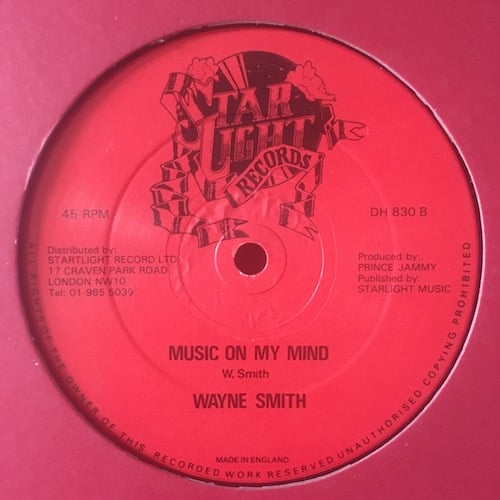 STAR
LIGHT
RECORDS
45 RPM
DH 830 B
Distributed by:
STARTLIGHT RECORD LTD
17 CRAVEN PARK ROAD
LONDON NW10
Tel: 01-965 5039
Produced by:.
PRINCE JAMMY
Published by:
STARLIGHT MUSIC
MUSIC ON MY MIND
W. Smith
WAYNE SMITH
MADE IN ENGLAND
ALL RIGHTS OF THE OWNER OF THIS RECORDED WORK RESERVED UNAUTHORISED COPYING PROHIBITED